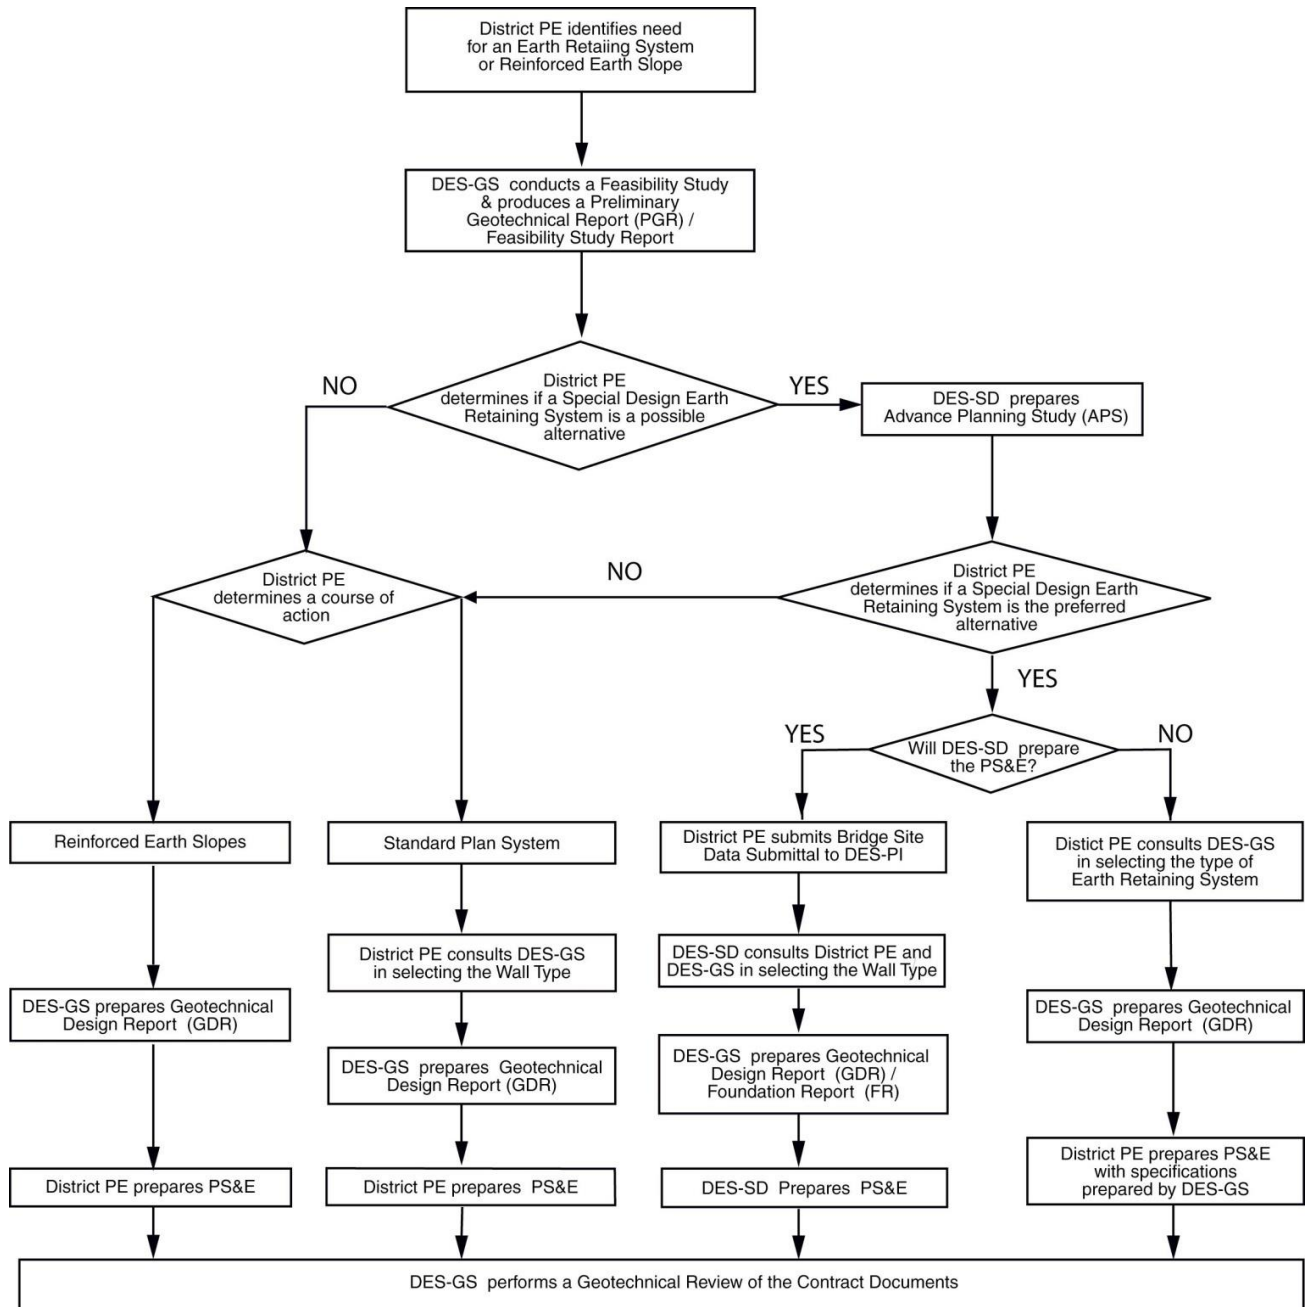 District PE identifies need
for an Earth Retaiing System
or Reinforced Earth Slope
DES-GS conducts a Feasibility Study
& produces a Preliminary
Geotechnical Report (PGR) /
Feasibility Study Report
NO
District PE
determines if a Special Design Earth
Retaining System is a possible
alternative
YES
DES-SD prepares
Advance Planning Study (APS)
District PE
determines a course of
action
NO
District PE
determines if a Special Design Earth
Retaining System is the preferred
alternative
YES
YES
Will DES-SD prepare
the PS&E?
NO
Reinforced Earth Slopes
DES-GS prepares Geotechnical
Design Report (GDR)
District PE prepares PS&E
Standard Plan System
District PE consults DES-GS
in selecting the Wall Type
DES-GS prepares Geotechnical
Design Report (GDR)
District PE prepares PS&E
District PE submits Bridge Site
Data Submittal to DES-PI
DES-SD consults District PE and
DES-GS in selecting the Wall Type
DES-GS prepares Geotechnical
Design Report (GDR) /
Foundation Report (FR)
DES-SD Prepares PS&E
Distict PE consults DES-GS
in selecting the type of
Earth Retaining System
DES-GS prepares Geotechnical
Design Report (GDR)
District PE prepares PS&E
with specifications
prepared by DES-GS
DES-GS performs a Geotechnical Review of the Contract Documents